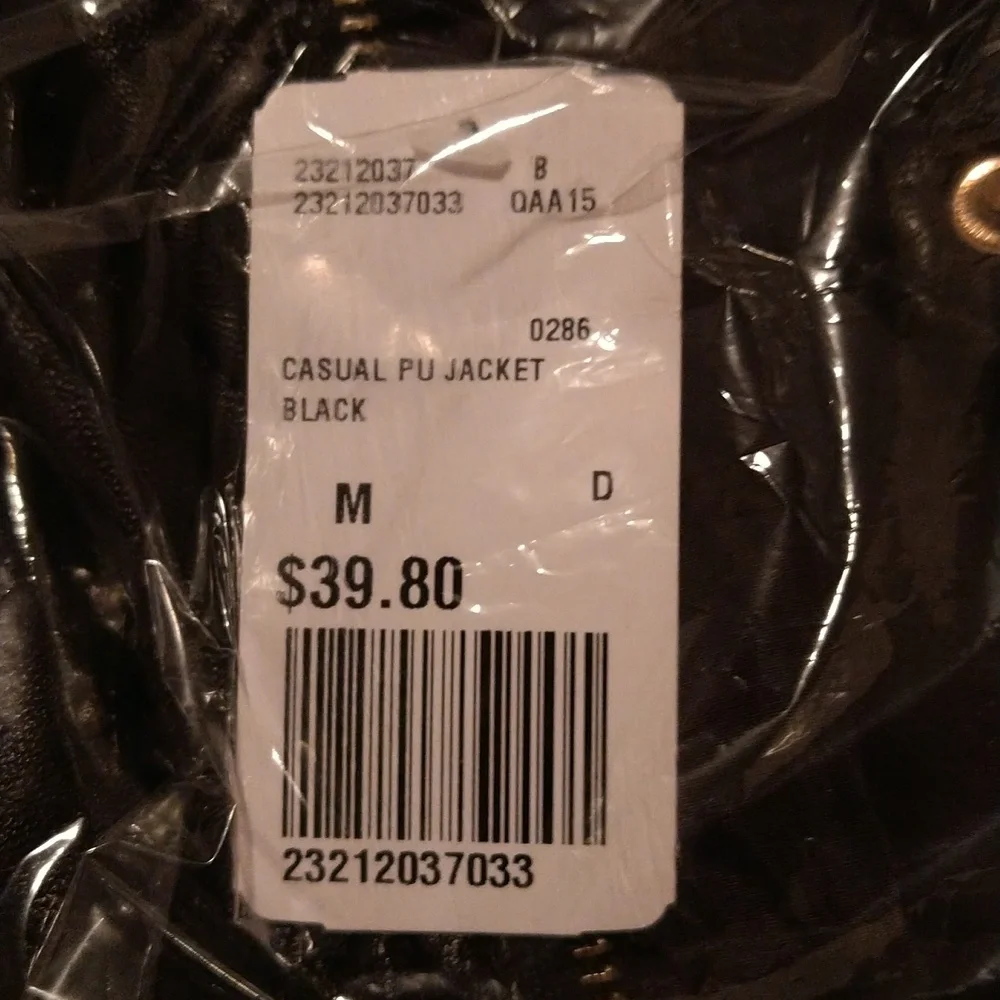 23212037 B
23212037033 QAA15
0286
CASUAL PU JACKET
BLACK
M D
$39.80
23212037033